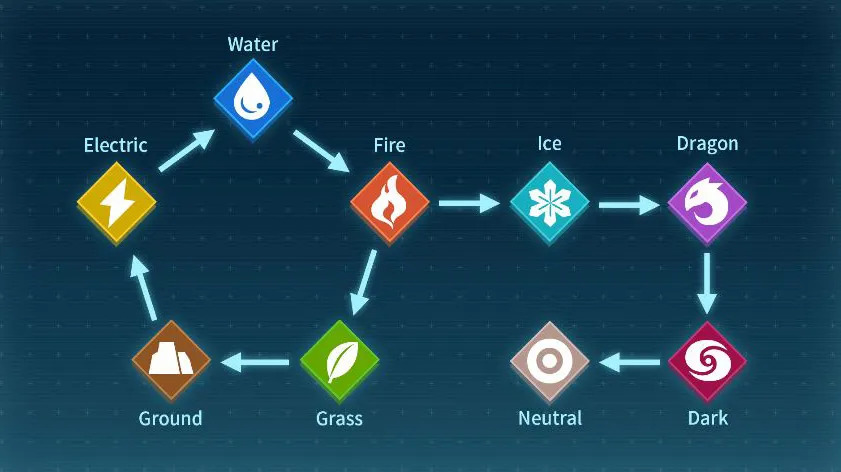 Water
Electric
Fire
Ice
Dragon
Ground
Grass
Neutral
Dark